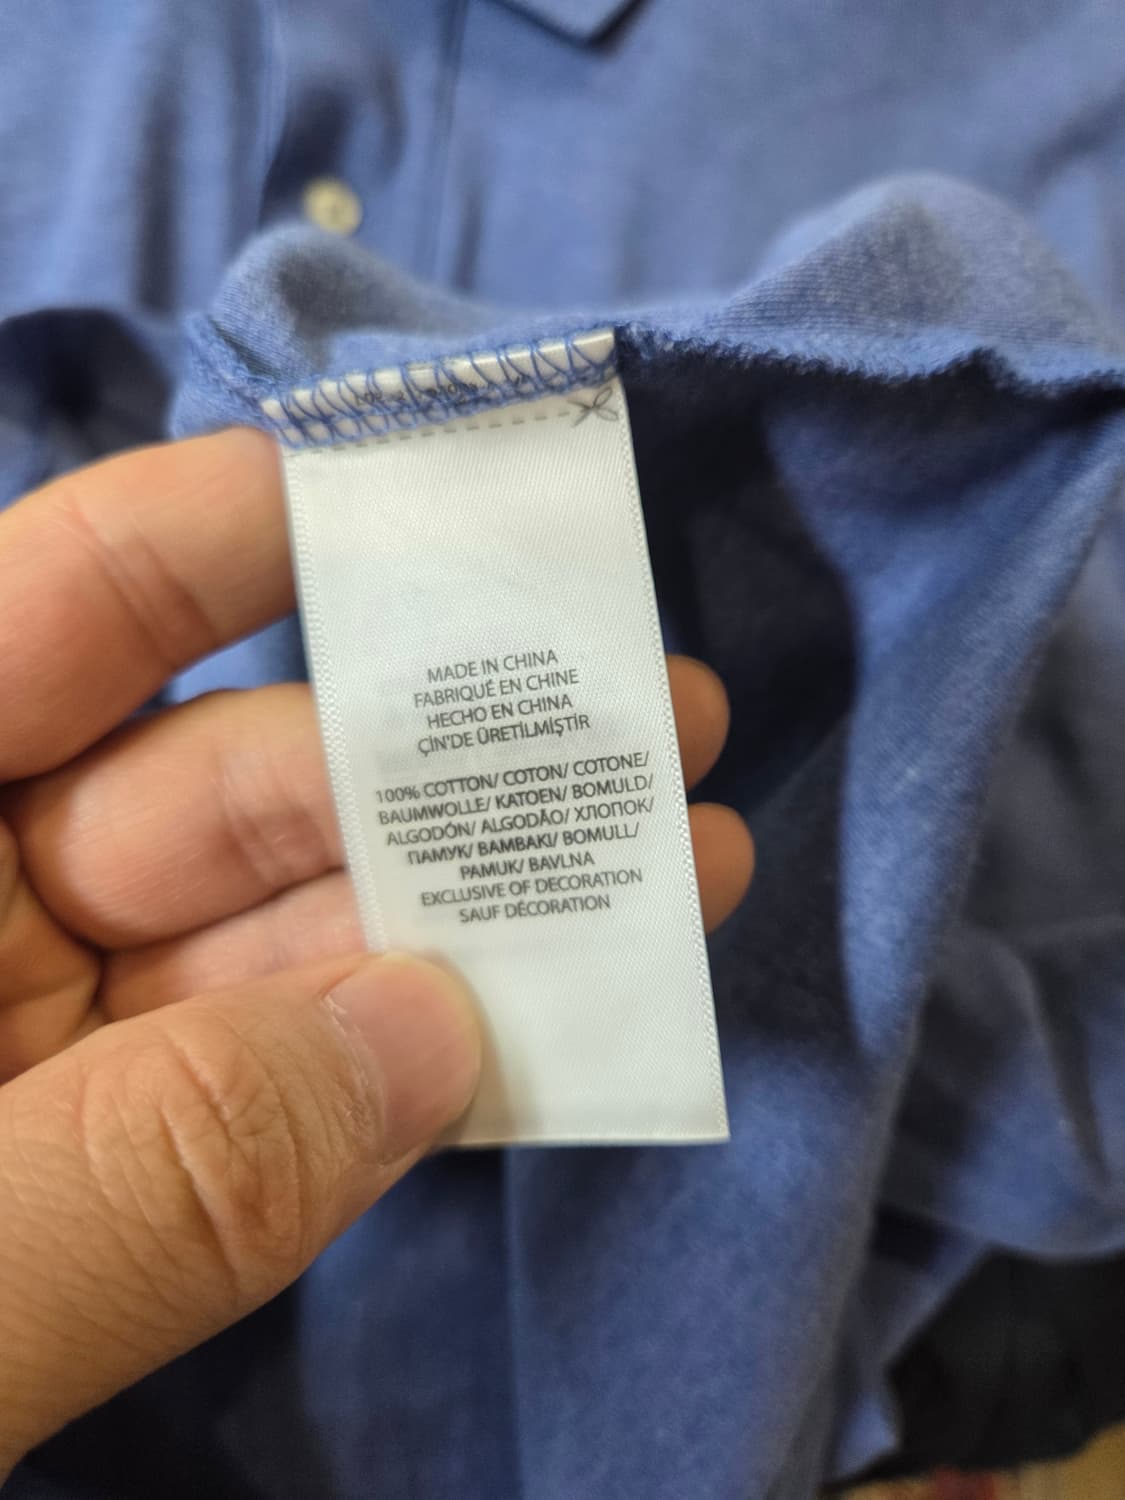 MADE IN CHINA
FABRIQUÉ EN CHINE
HECHO EN CHINA
ÇİN'DE ÜRETİLMİŞTİR
100% COTTON/ COTON/ COTONE/
BAUMWOLLE/ KATOEN/ BOMULD/
ALGODÓN/ ALGODÃO/ ХЛОПОК/
ПАМУК/ ΒΑΜΒΑΚΙ/ BOMULL/
PAMUK/ BAVLNA
EXCLUSIVE OF DECORATION
SAUF DÉCORATION